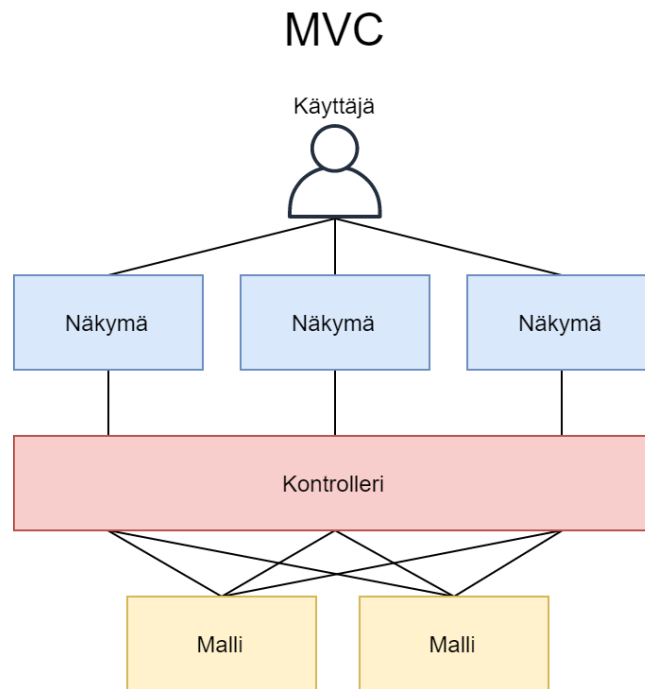 MVC
Käyttäjä
Näkymä
Näkymä
Näkymä
Kontrolleri
Malli
Malli